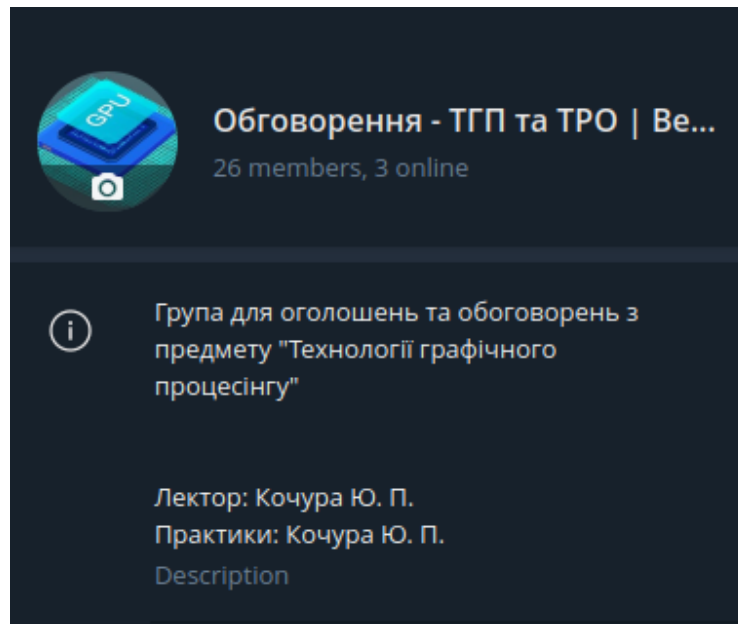 GPU
Обговорення - ТГП та ТРО | Ве...
26 members, 3 online
Група для оголошень та обоговорень з
предмету "Технології графічного
процесінгу"
Лектор: Кочура Ю. П.
Практики: Кочура Ю. П.
Description